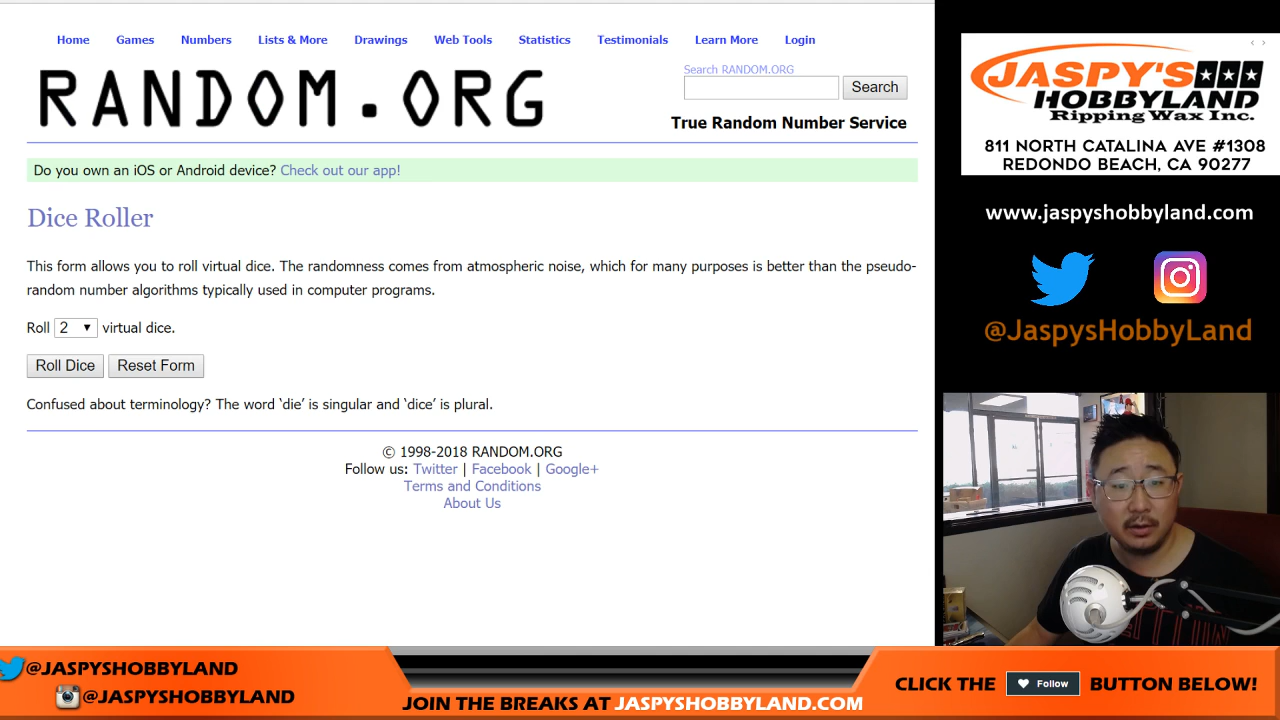 Home Games Numbers Lists & More Drawings Web Tools Statistics Testimonials Learn More Login
RANDOM.ORG
Search RANDOM.ORG
Search
True Random Number Service
Do you own an iOS or Android device? Check out our app!
Dice Roller
This form allows you to roll virtual dice. The randomness comes from atmospheric noise, which for many purposes is better than the pseudo-
random number algorithms typically used in computer programs.
Roll 2 virtual dice.
Roll Dice Reset Form
Confused about terminology? The word ‘die’ is singular and ‘dice’ is plural.
© 1998-2018 RANDOM.ORG
Follow us: Twitter | Facebook | Google+
Terms and Conditions
About Us
JASPY'S
HOBBYLAND
Ripping Wax Inc.
811 NORTH CATALINA AVE #1308
REDONDO BEACH, CA 90277
www.jaspyshobbyland.com
@JaspysHobbyLand
@JASPYSHOBBYLAND
@JASPYSHOBBYLAND
JOIN THE BREAKS AT JASPYSHOBBYLAND.COM
CLICK THE Follow BUTTON BELOW!